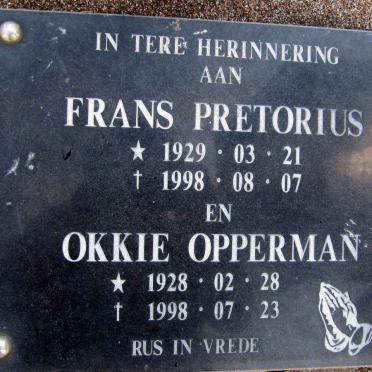 IN TERE HERINNERING
AAN
FRANS PRETORIUS
★ 1929 · 03 · 21
† 1998 · 08 · 07
EN
OKKIE OPPERMAN
★ 1928 · 02 · 28
† 1998 · 07 · 23
RUS IN VREDE